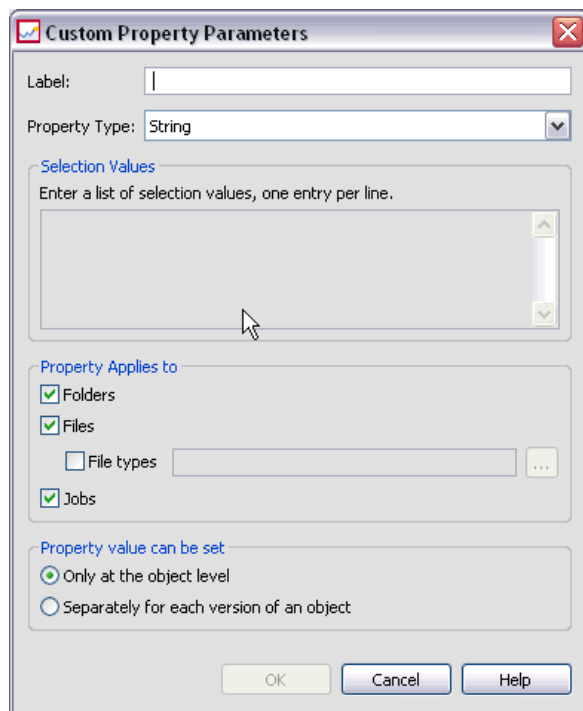 Custom Property Parameters
Label:
Property Type: String
Selection Values
Enter a list of selection values, one entry per line.
Property Applies to
Folders
Files
File types ...
Jobs
Property value can be set
Only at the object level
Separately for each version of an object
OK Cancel Help